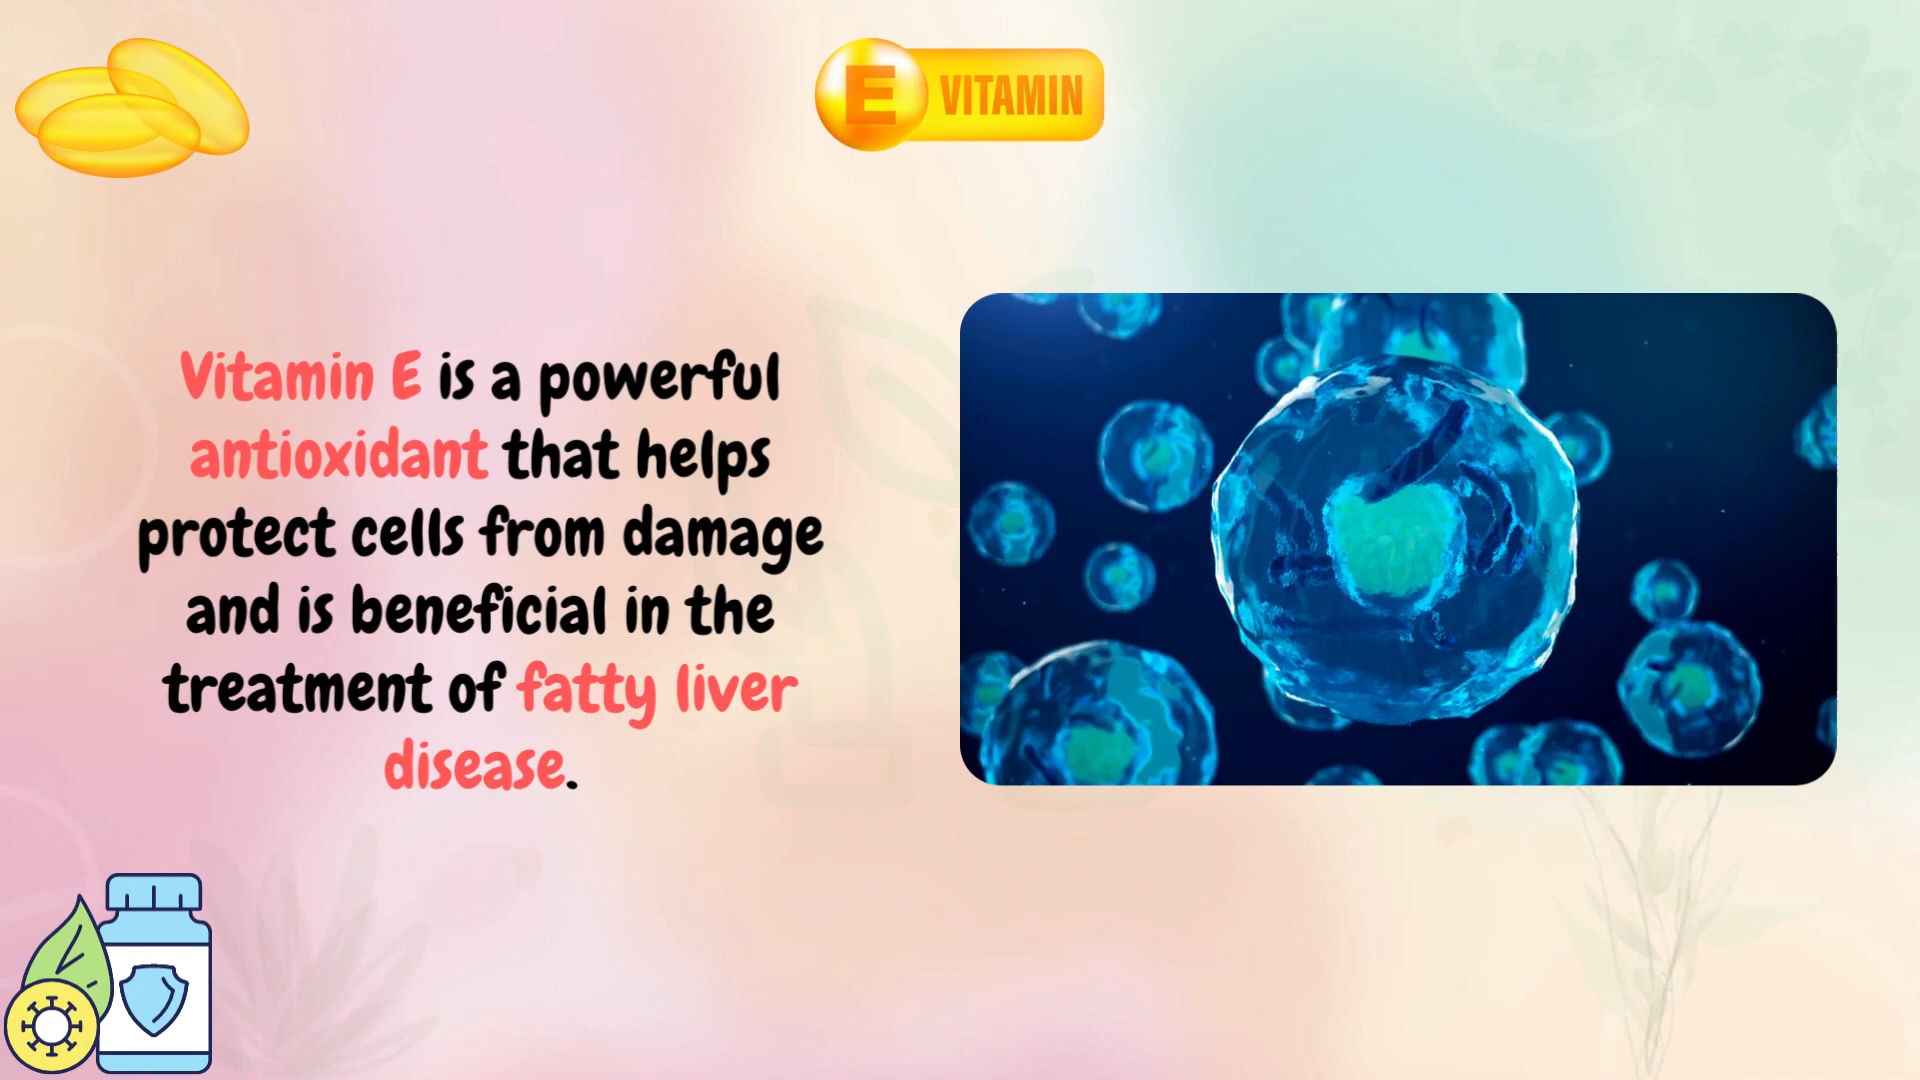 E VITAMIN
Vitamin E is a powerful
antioxidant that helps
protect cells from damage
and is beneficial in the
treatment of fatty liver
disease.